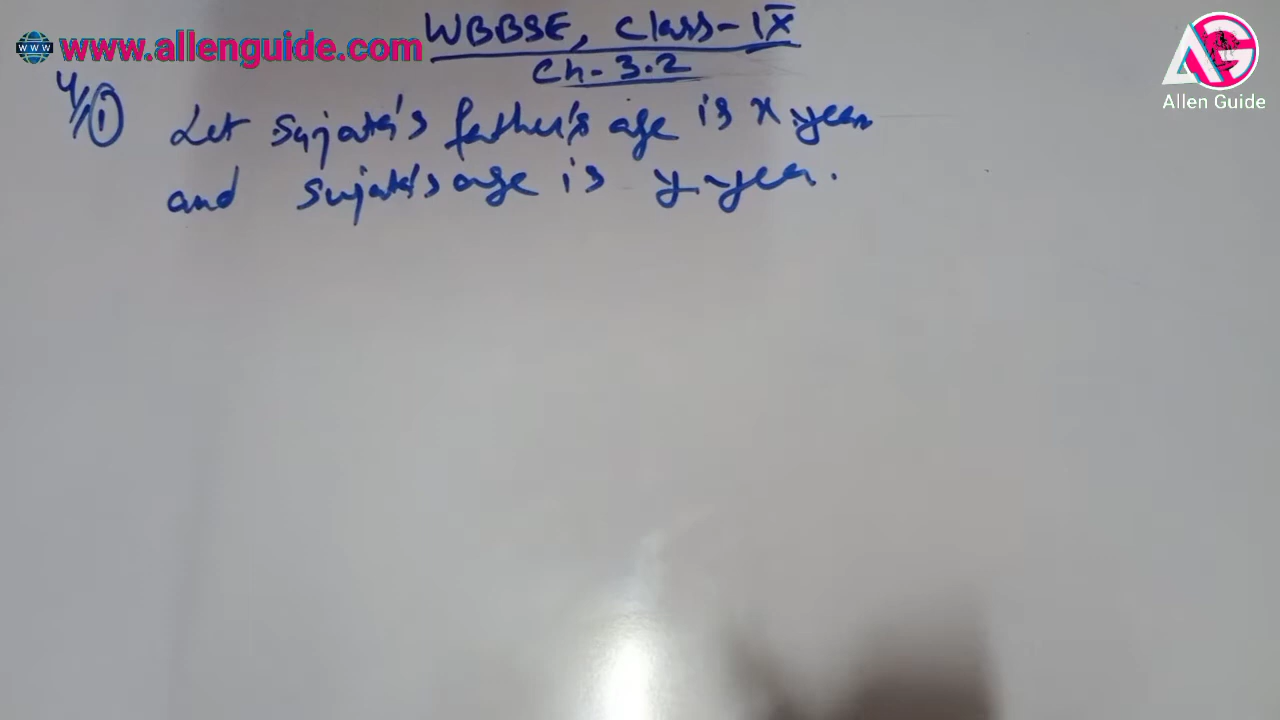 www.allenguide.com
WBBSE, Class-IX
Ch-3.2
4/①
Let Sujata's father's age is x year
and Sujata's age is y year.
Allen Guide